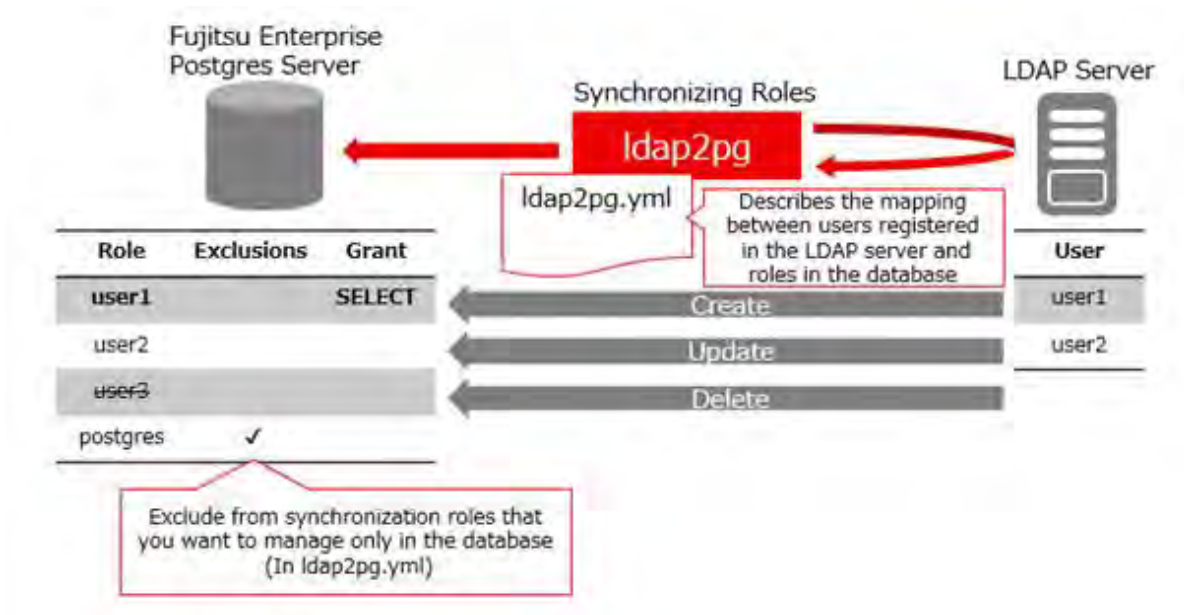 Fujitsu Enterprise
Postgres Server
Synchronizing Roles
LDAP Server
ldap2pg
ldap2pg.yml
Describes the mapping
between users registered
in the LDAP server and
roles in the database
Role Exclusions Grant
User
user1 SELECT
Create
user1
user2
Update
user2
user3
Delete
postgres ✓
Exclude from synchronization roles that
you want to manage only in the database
(In ldap2pg.yml)